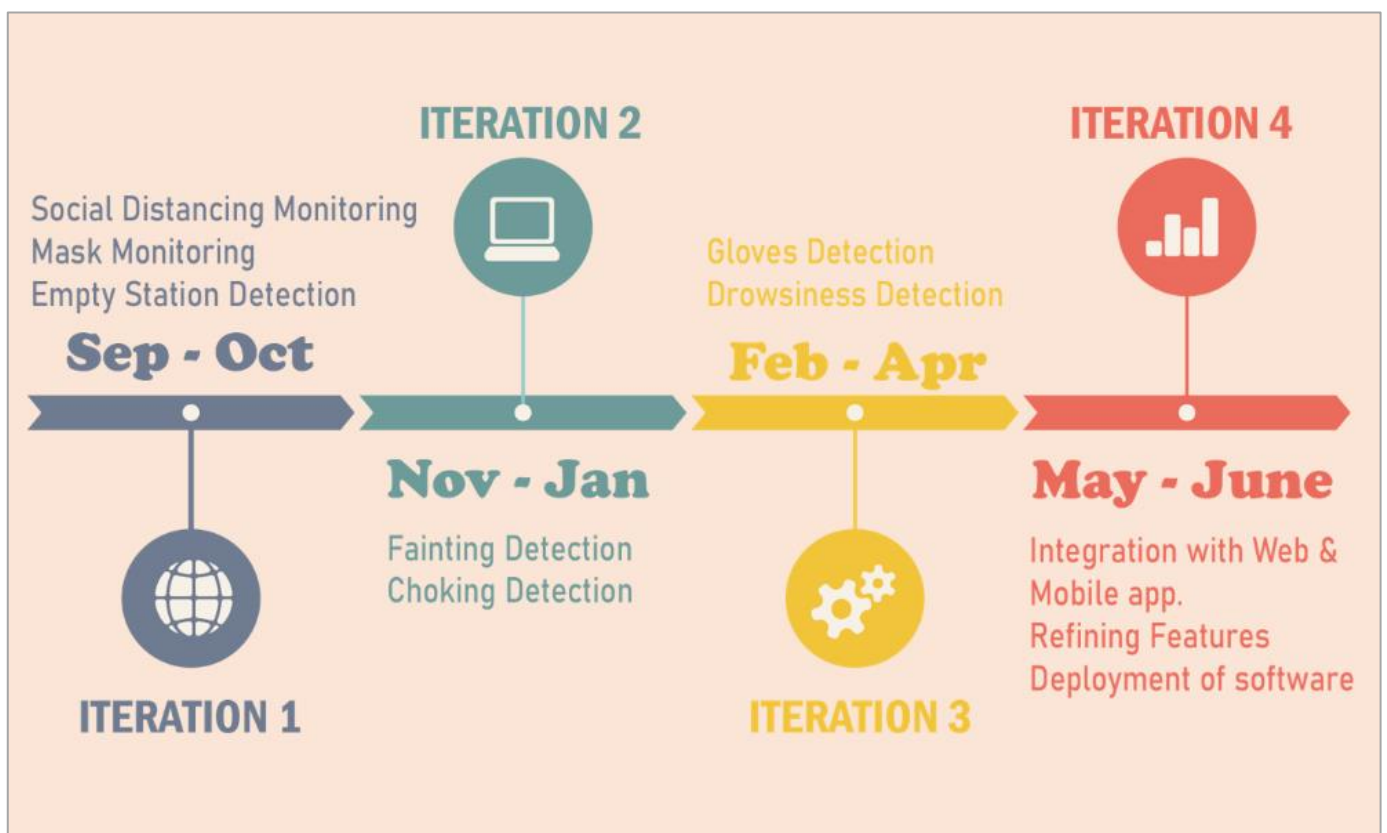 Social Distancing Monitoring
Mask Monitoring
Empty Station Detection
Sep - Oct
ITERATION 1
ITERATION 2
Nov - Jan
Fainting Detection
Choking Detection
Gloves Detection
Drowsiness Detection
Feb - Apr
ITERATION 3
ITERATION 4
May - June
Integration with Web &
Mobile app.
Refining Features
Deployment of software